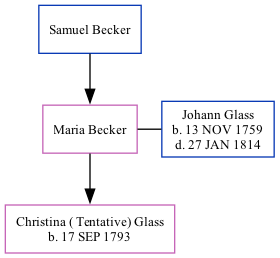 Samuel Becker
Maria Becker
Johann Glass
b. 13 NOV 1759
d. 27 JAN 1814
Christina ( Tentative) Glass
b. 17 SEP 1793